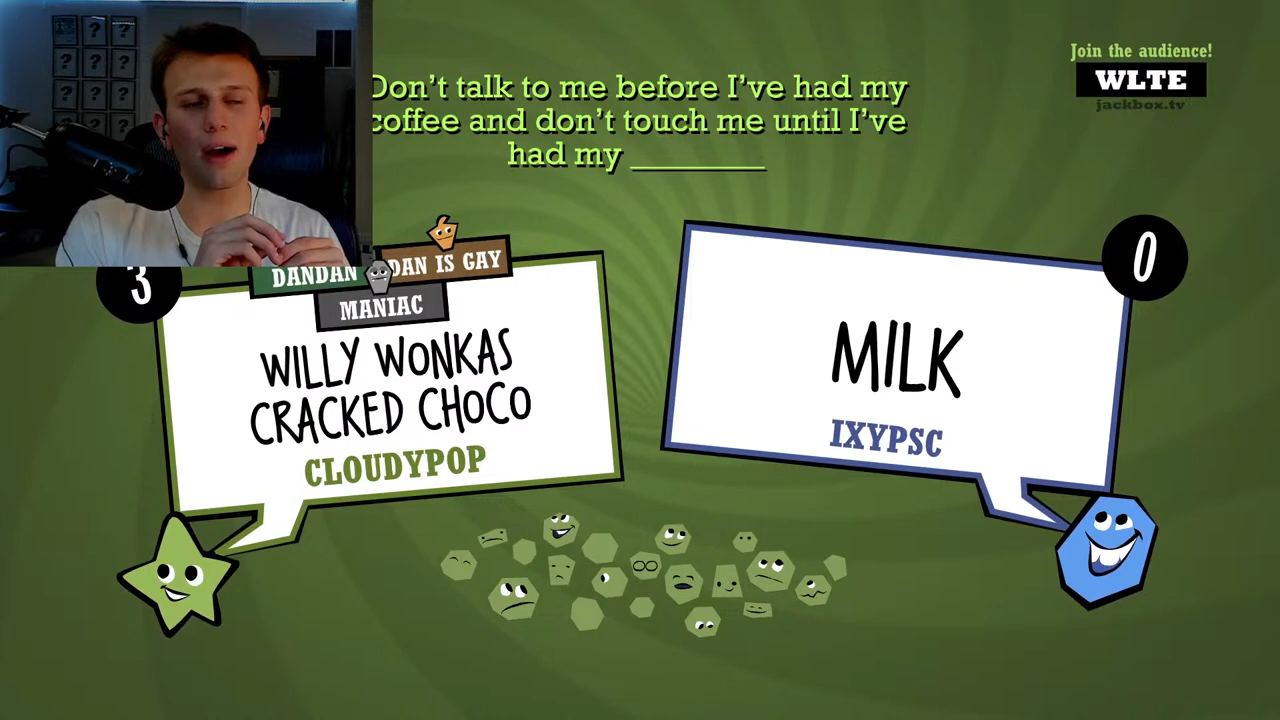 Join the audience!
WLTE
jackbox.tv
Don't talk to me before I've had my
coffee and don't touch me until I've
had my ________
3
DANDAN
DAN IS GAY
MANIAC
WILLY WONKAS
CRACKED CHOCO
CLOUDYPOP
0
MILK
IXYPSC
? ? ?
? ? ?
? ? ?
? ? ?